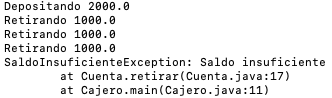 Depositando 2000.0
Retirando 1000.0
Retirando 1000.0
Retirando 1000.0
SaldoInsuficienteException: Saldo insuficiente
        at Cuenta.retirar(Cuenta.java:17)
        at Cajero.main(Cajero.java:11)